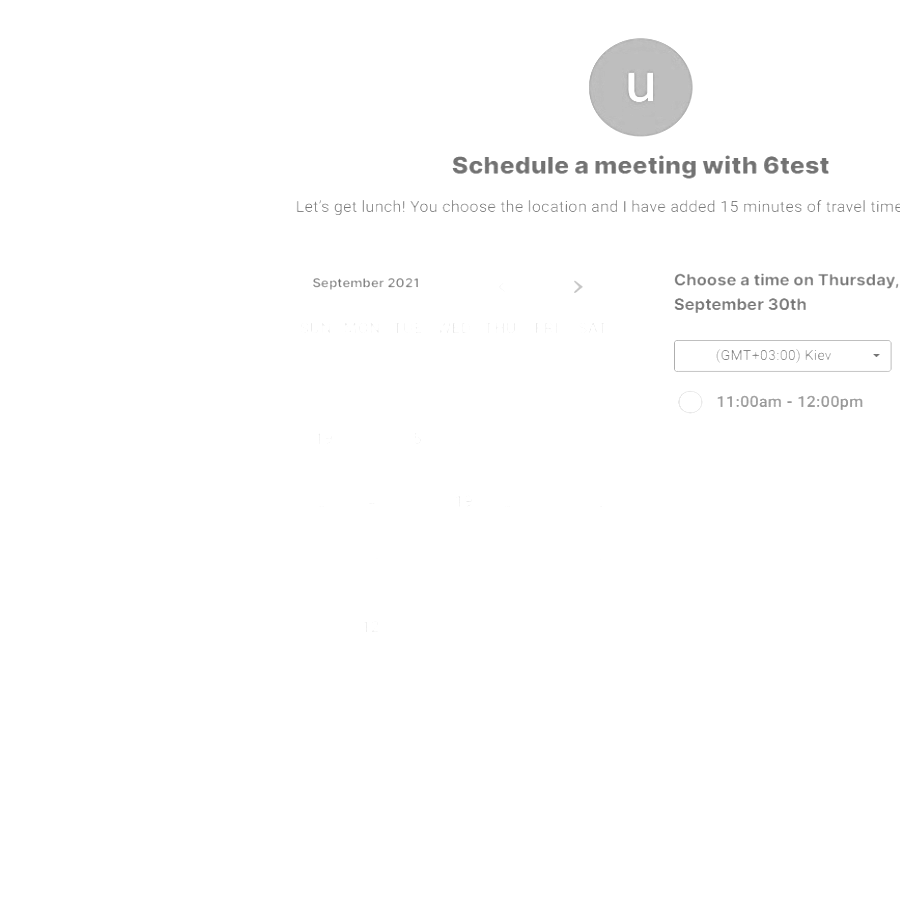 u
Schedule a meeting with 6test
Let's get lunch! You choose the location and I have added 15 minutes of travel time
September 2021
Choose a time on Thursday,
September 30th
(GMT+03:00) Kiev
11:00am - 12:00pm